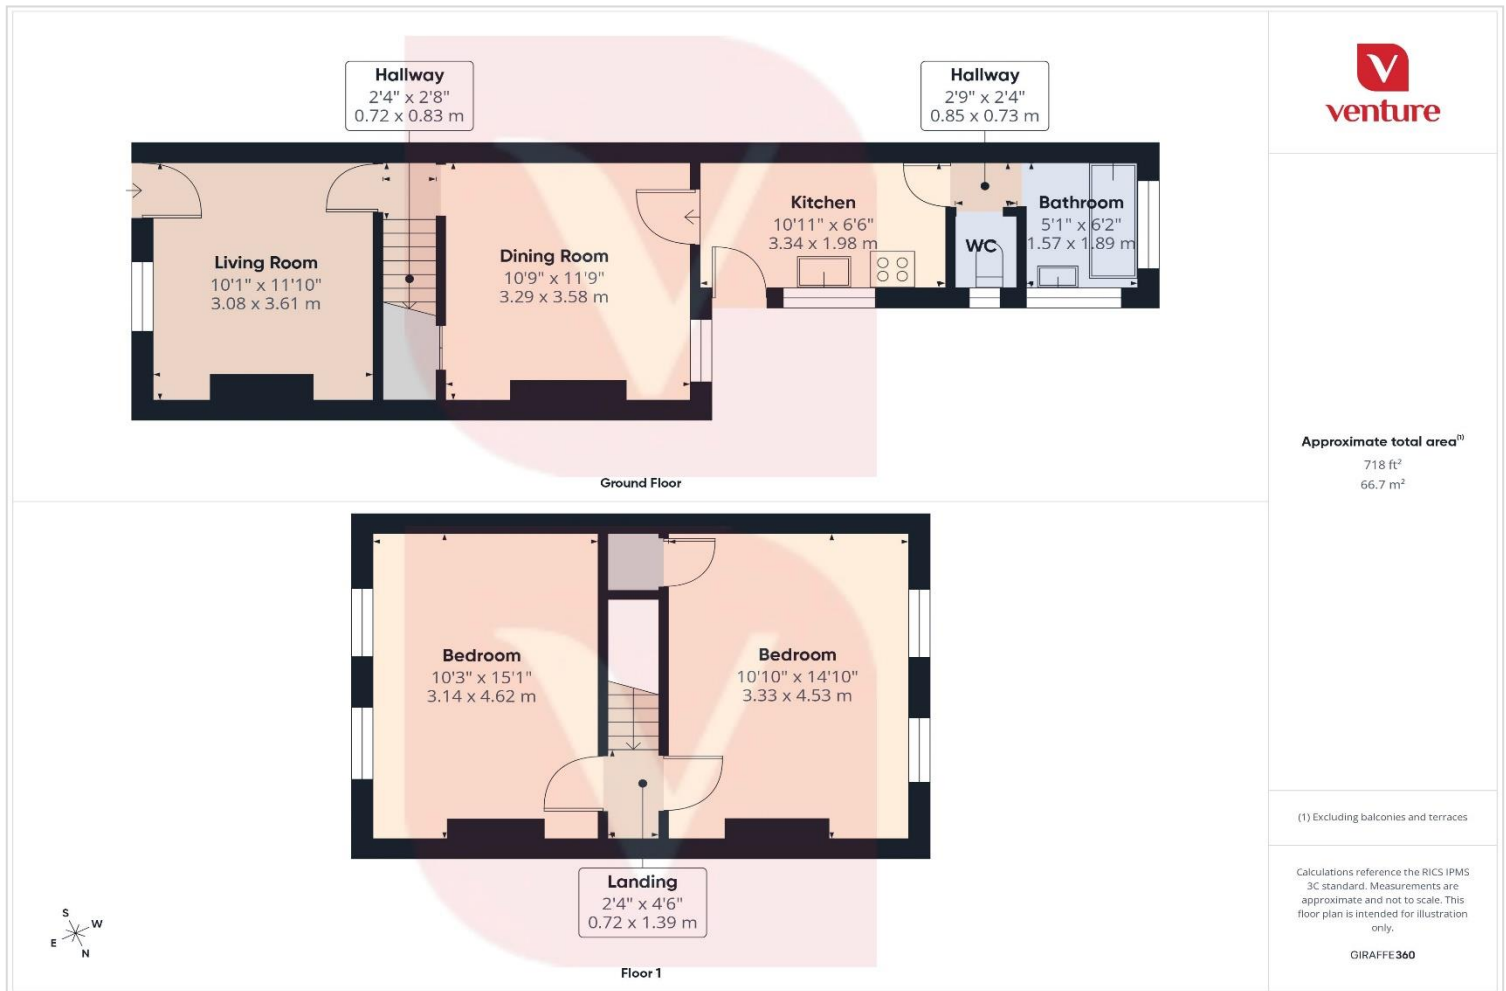 Hallway
2'4" x 2'8"
0.72 x 0.83 m
Hallway
2'9" x 2'4"
0.85 x 0.73 m
Living Room
10'1" x 11'10"
3.08 x 3.61 m
Dining Room
10'9" x 11'9"
3.29 x 3.58 m
Kitchen
10'11" x 6'6"
3.34 x 1.98 m
WC
Bathroom
5'1" x 6'2"
1.57 x 1.89 m
Ground Floor
Bedroom
10'3" x 15'1"
3.14 x 4.62 m
Bedroom
10'10" x 14'10"
3.33 x 4.53 m
Landing
2'4" x 4'6"
0.72 x 1.39 m
Floor 1
S
W
E
N
V
venture
Approximate total area(1)
718 ft²
66.7 m²
(1) Excluding balconies and terraces
Calculations reference the RICS IPMS
3C standard. Measurements are
approximate and not to scale. This
floor plan is intended for illustration
only.
GIRAFFE360